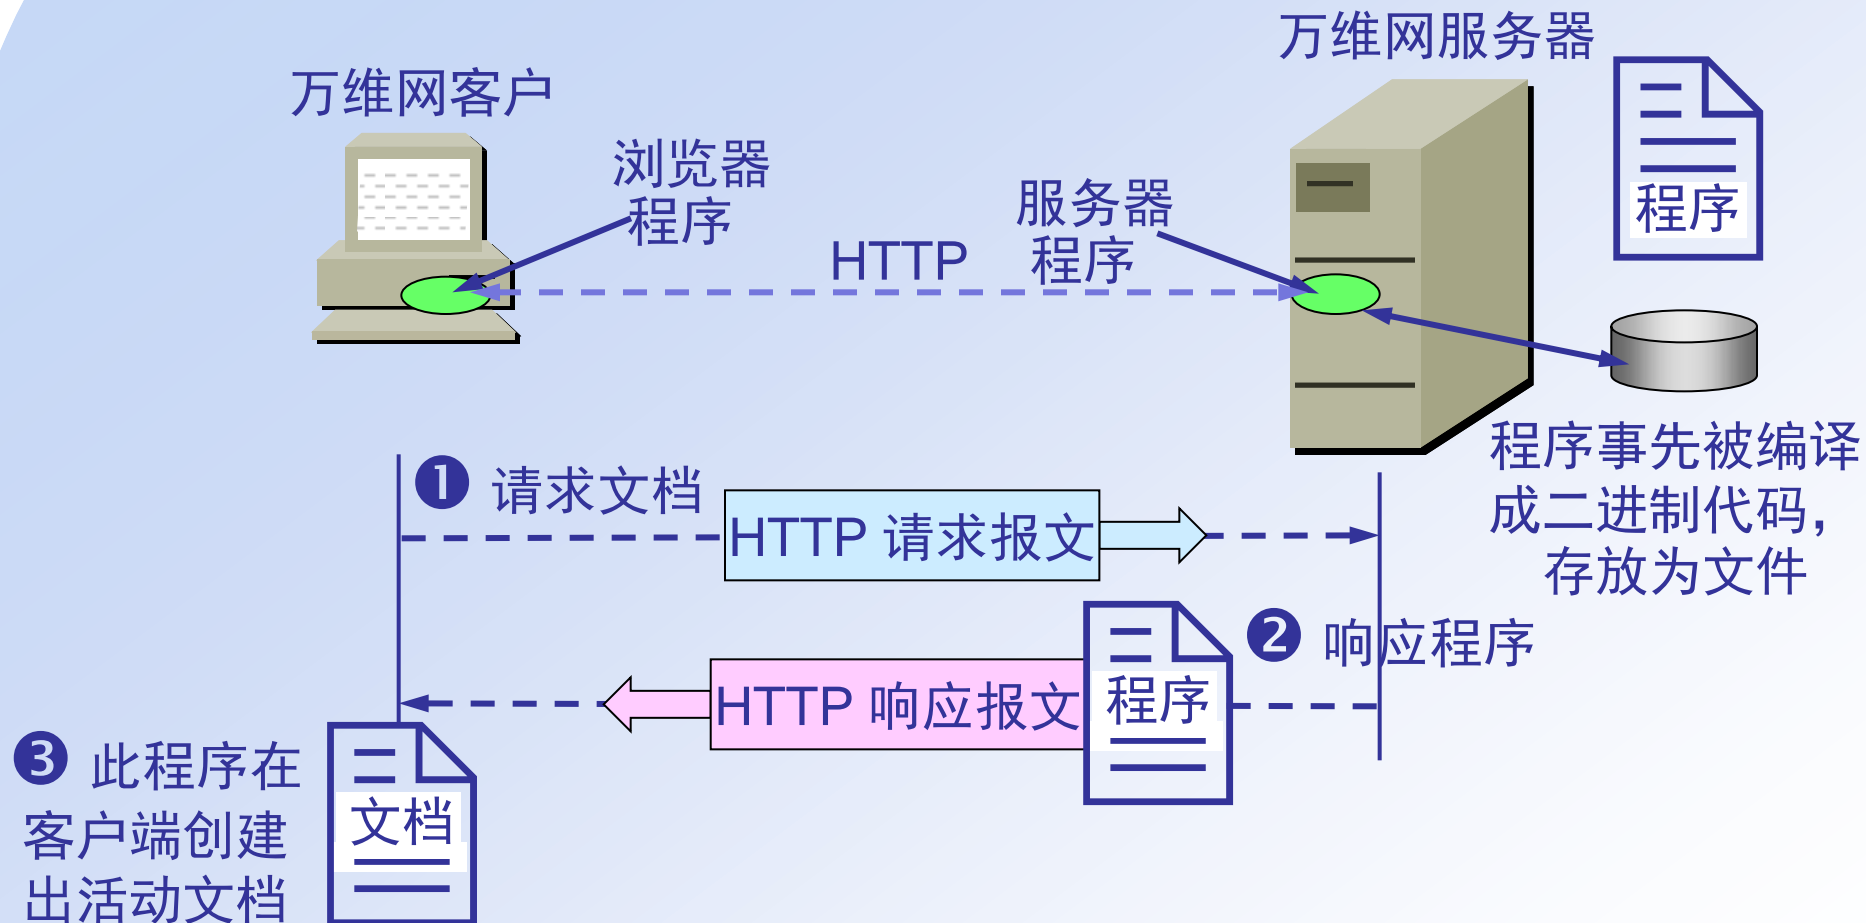 万维网服务器
万维网客户
浏览器
程序
服务器
程序
HTTP
程序
程序事先被编译
成二进制代码，
存放为文件
❶ 请求文档
HTTP 请求报文
❷ 响应程序
HTTP 响应报文
程序
❸ 此程序在
客户端创建
出活动文档
文档